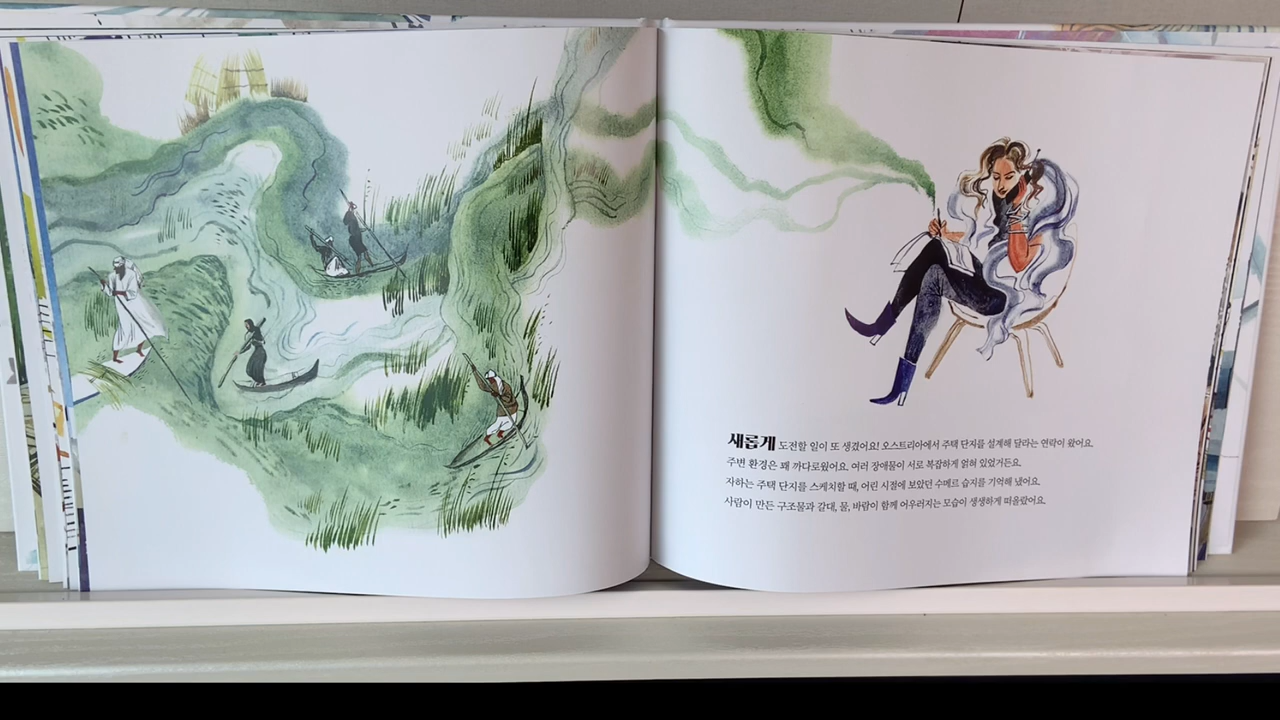 새롭게 도전할 일이 또 생겼어요! 오스트리아에서 주택 단지를 설계해 달라는 연락이 왔어요.
주변 환경은 꽤 까다로웠어요. 여러 장애물이 서로 복잡하게 얽혀 있었거든요.
자하는 주택 단지를 스케치할 때, 어린 시절에 보았던 수메르 습지를 기억해 냈어요.
사람이 만든 구조물과 갈대, 물, 바람이 함께 어우러지는 모습이 생생하게 떠올랐어요.